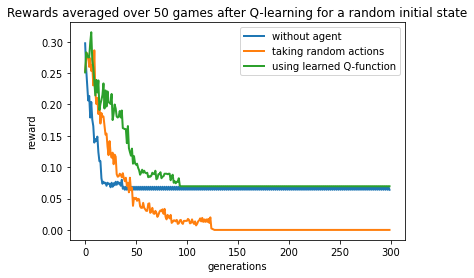 Rewards averaged over 50 games after Q-learning for a random initial state
without agent
taking random actions
using learned Q-function
reward
0.30
0.25
0.20
0.15
0.10
0.05
0.00
0
50
100
150
200
250
300
generations